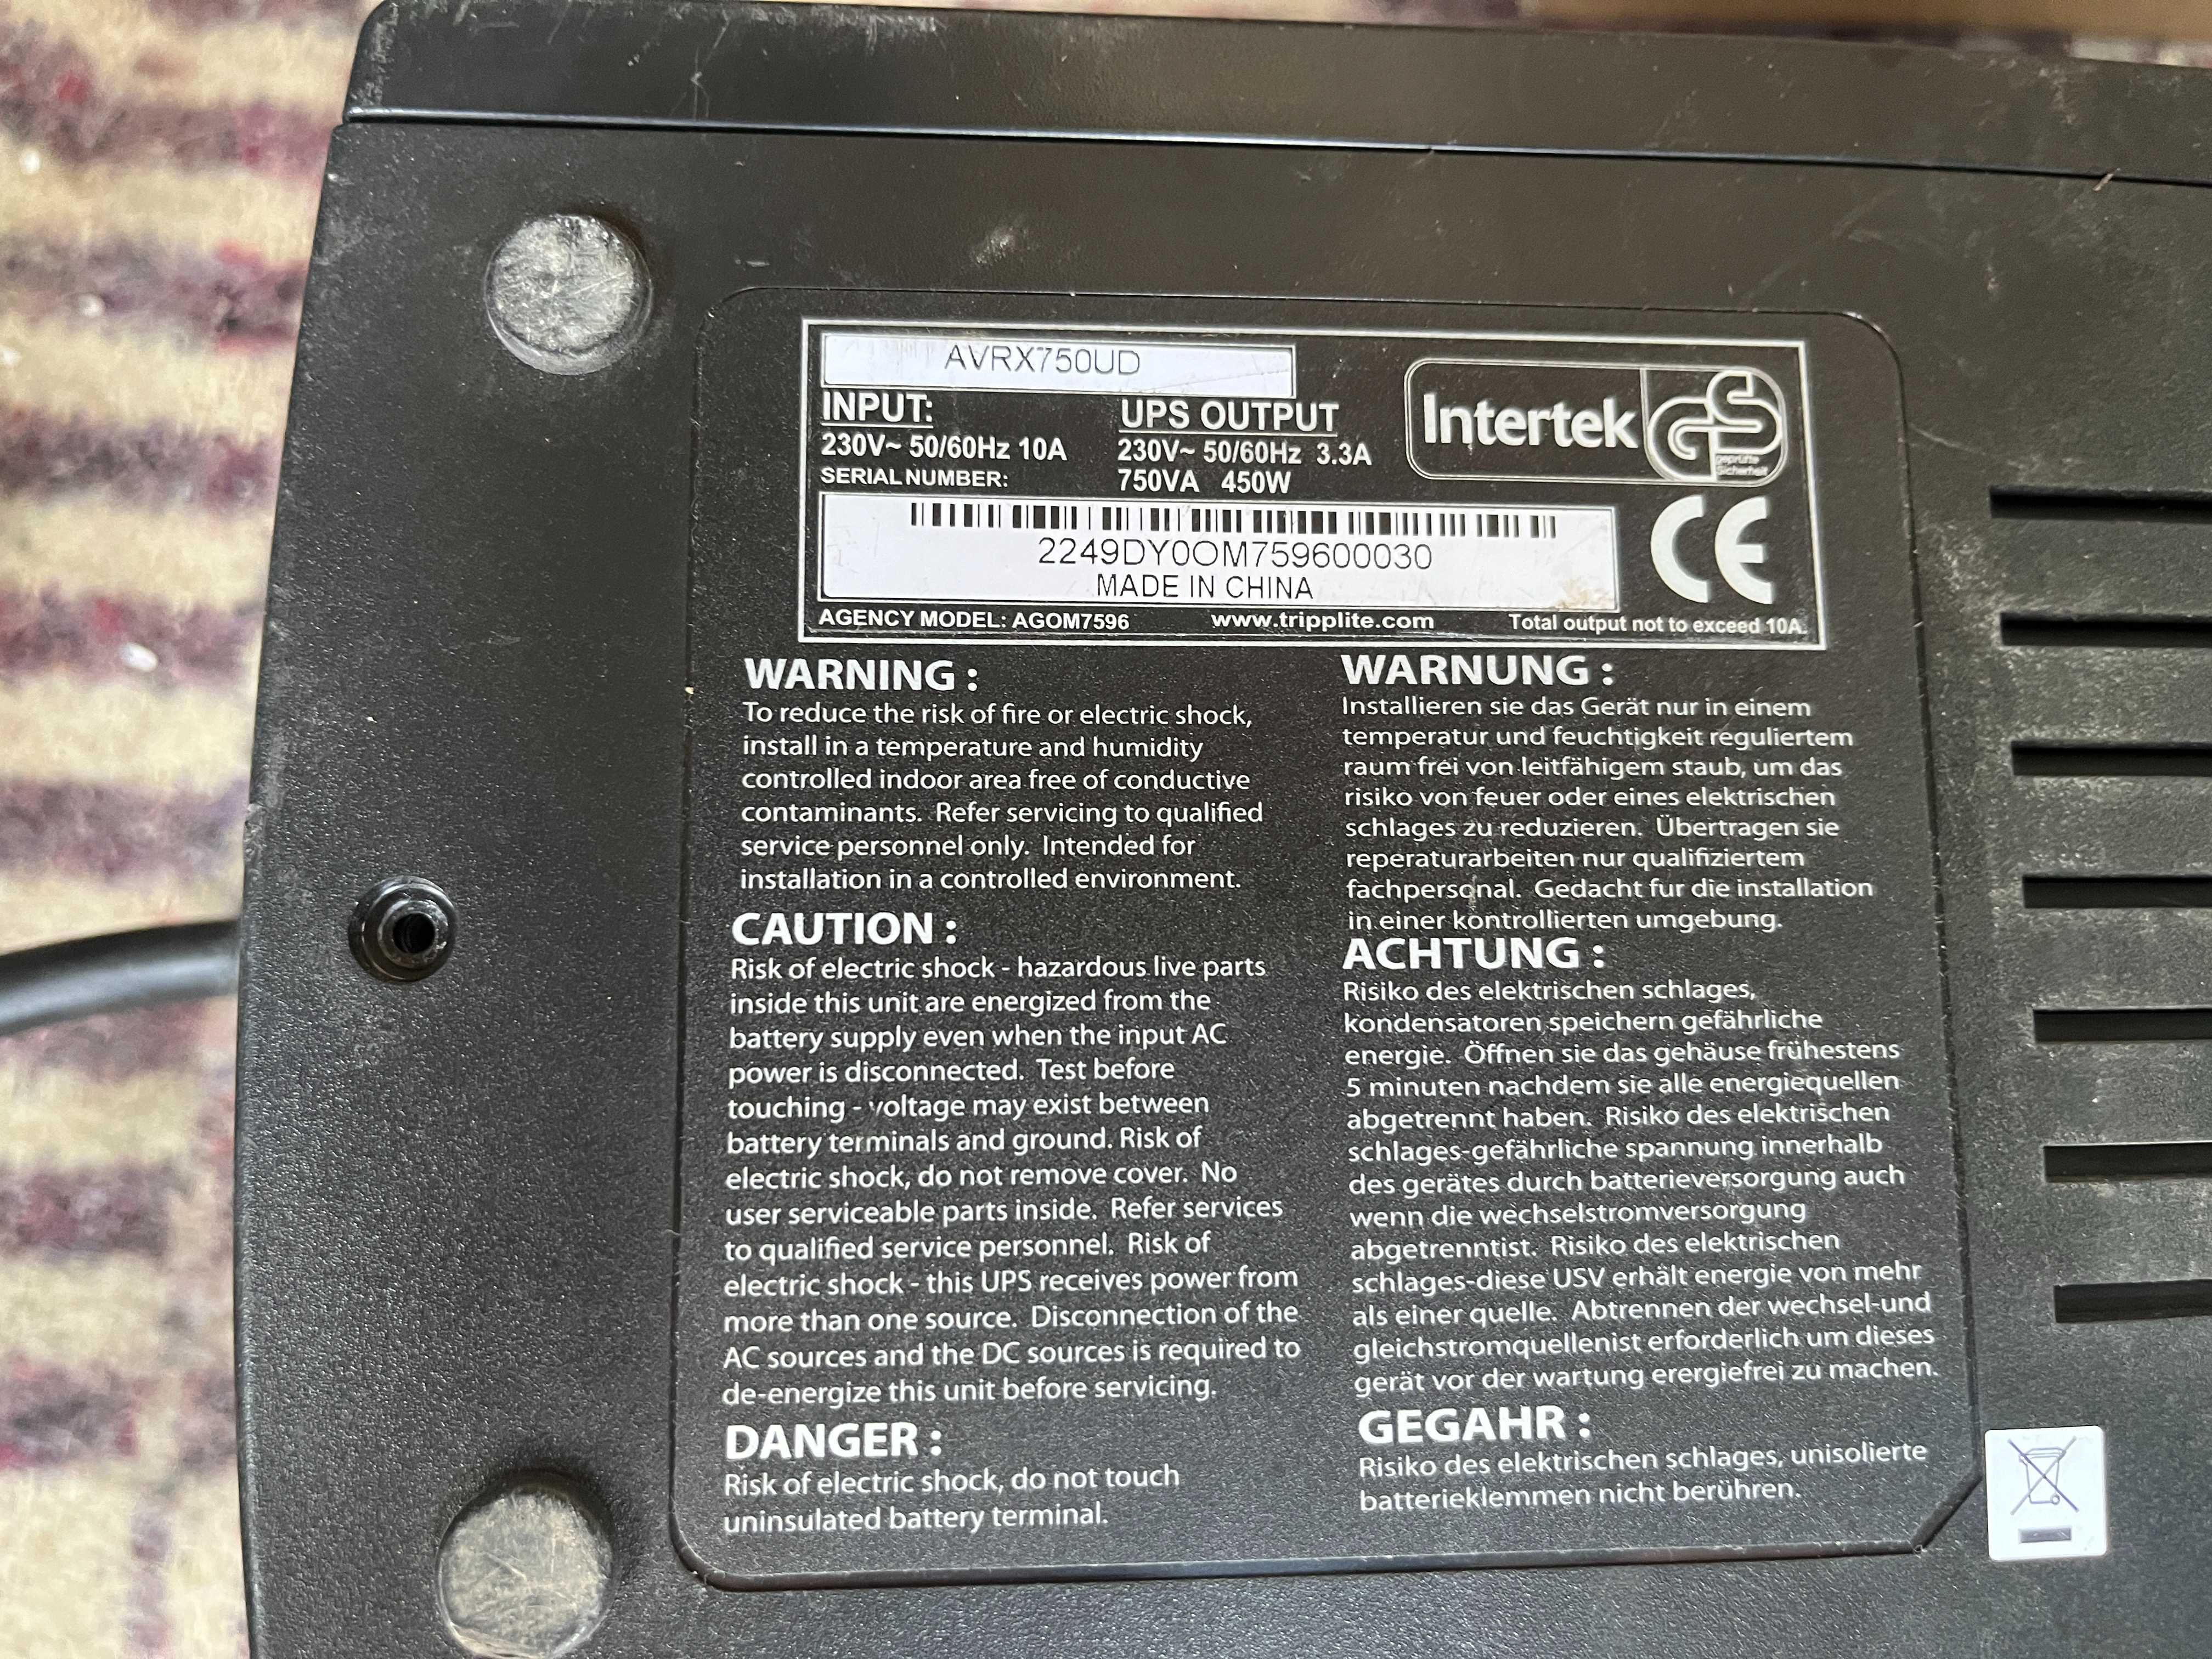 AVRX750UD
INPUT:
230V~ 50/60Hz 10A
UPS OUTPUT
230V~ 50/60Hz 3.3A
750VA 450W
Intertek
GS
geprüfte
Sicherheit
SERIAL NUMBER:
2249DY0OM759600030
MADE IN CHINA
CE
AGENCY MODEL: AGOM7596 www.tripplite.com Total output not to exceed 10A.
WARNING :
To reduce the risk of fire or electric shock,
install in a temperature and humidity
controlled indoor area free of conductive
contaminants. Refer servicing to qualified
service personnel only. Intended for
installation in a controlled environment.
CAUTION :
Risk of electric shock - hazardous live parts
inside this unit are energized from the
battery supply even when the input AC
power is disconnected. Test before
touching - voltage may exist between
battery terminals and ground. Risk of
electric shock, do not remove cover. No
user serviceable parts inside. Refer services
to qualified service personnel. Risk of
electric shock - this UPS receives power from
more than one source. Disconnection of the
AC sources and the DC sources is required to
de-energize this unit before servicing.
DANGER :
Risk of electric shock, do not touch
uninsulated battery terminal.
WARNUNG :
Installieren sie das Gerät nur in einem
temperatur und feuchtigkeit reguliertem
raum frei von leitfähigem staub, um das
risiko von feuer oder eines elektrischen
schlages zu reduzieren. Übertragen sie
reperaturarbeiten nur qualifiziertem
fachpersonal. Gedacht fur die installation
in einer kontrollierten umgebung.
ACHTUNG :
Risiko des elektrischen schlages,
kondensatoren speichern gefährliche
energie. Öffnen sie das gehäuse frühestens
5 minuten nachdem sie alle energiequellen
abgetrennt haben. Risiko des elektrischen
schlages-gefährliche spannung innerhalb
des gerätes durch batterieversorgung auch
wenn die wechselstromversorgung
abgetrenntist. Risiko des elektrischen
schlages-diese USV erhält energie von mehr
als einer quelle. Abtrennen der wechsel-und
gleichstromquellenist erforderlich um dieses
gerät vor der wartung erergiefrei zu machen.
GEGAHR :
Risiko des elektrischen schlages, unisolierte
batterieklemmen nicht berühren.